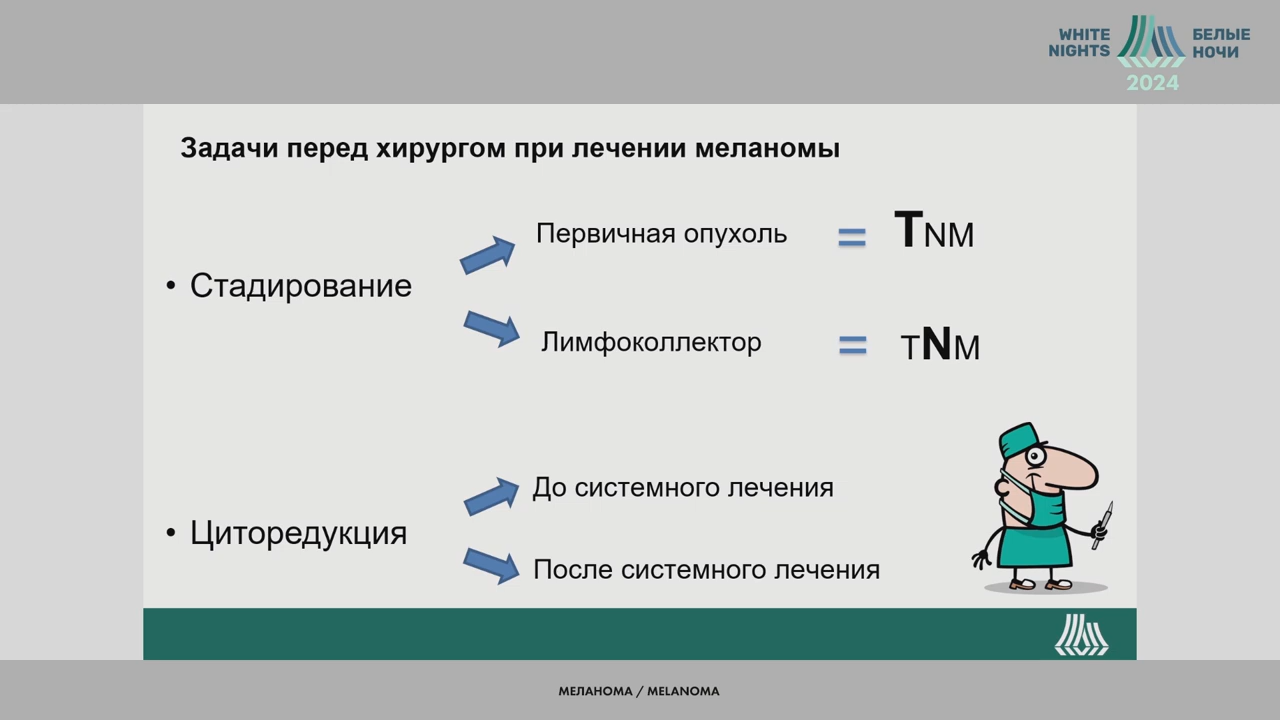 WHITE NIGHTS
БЕЛЫЕ НОЧИ
2024
Задачи перед хирургом при лечении меланомы
Первичная опухоль = TNM
• Стадирование
Лимфоколлектор = TNM
До системного лечения
• Циторедукция
После системного лечения
МЕЛАНОМА / MELANOMA